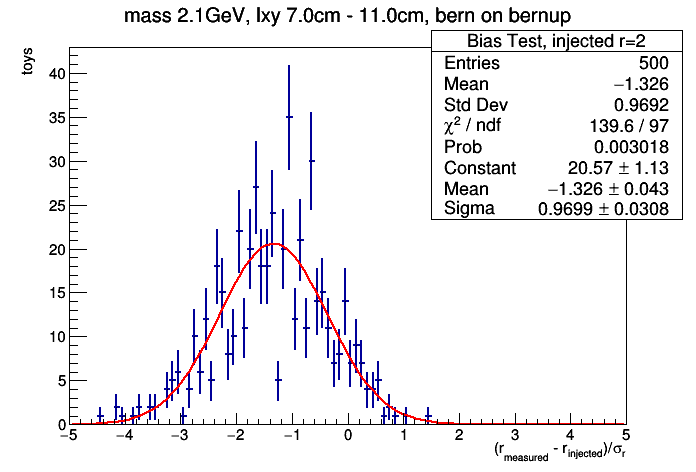 mass 2.1GeV, lxy 7.0cm - 11.0cm, bern on bernup
Bias Test, injected r=2
Entries 500
Mean −1.326
Std Dev 0.9692
χ² / ndf 139.6 / 97
Prob 0.003018
Constant 20.57 ± 1.13
Mean −1.326 ± 0.043
Sigma 0.9699 ± 0.0308
toys
40
35
30
25
20
15
10
5
0
−5 −4 −3 −2 −1 0 1 2 3 4 5
(r_measured - r_injected)/σ_r